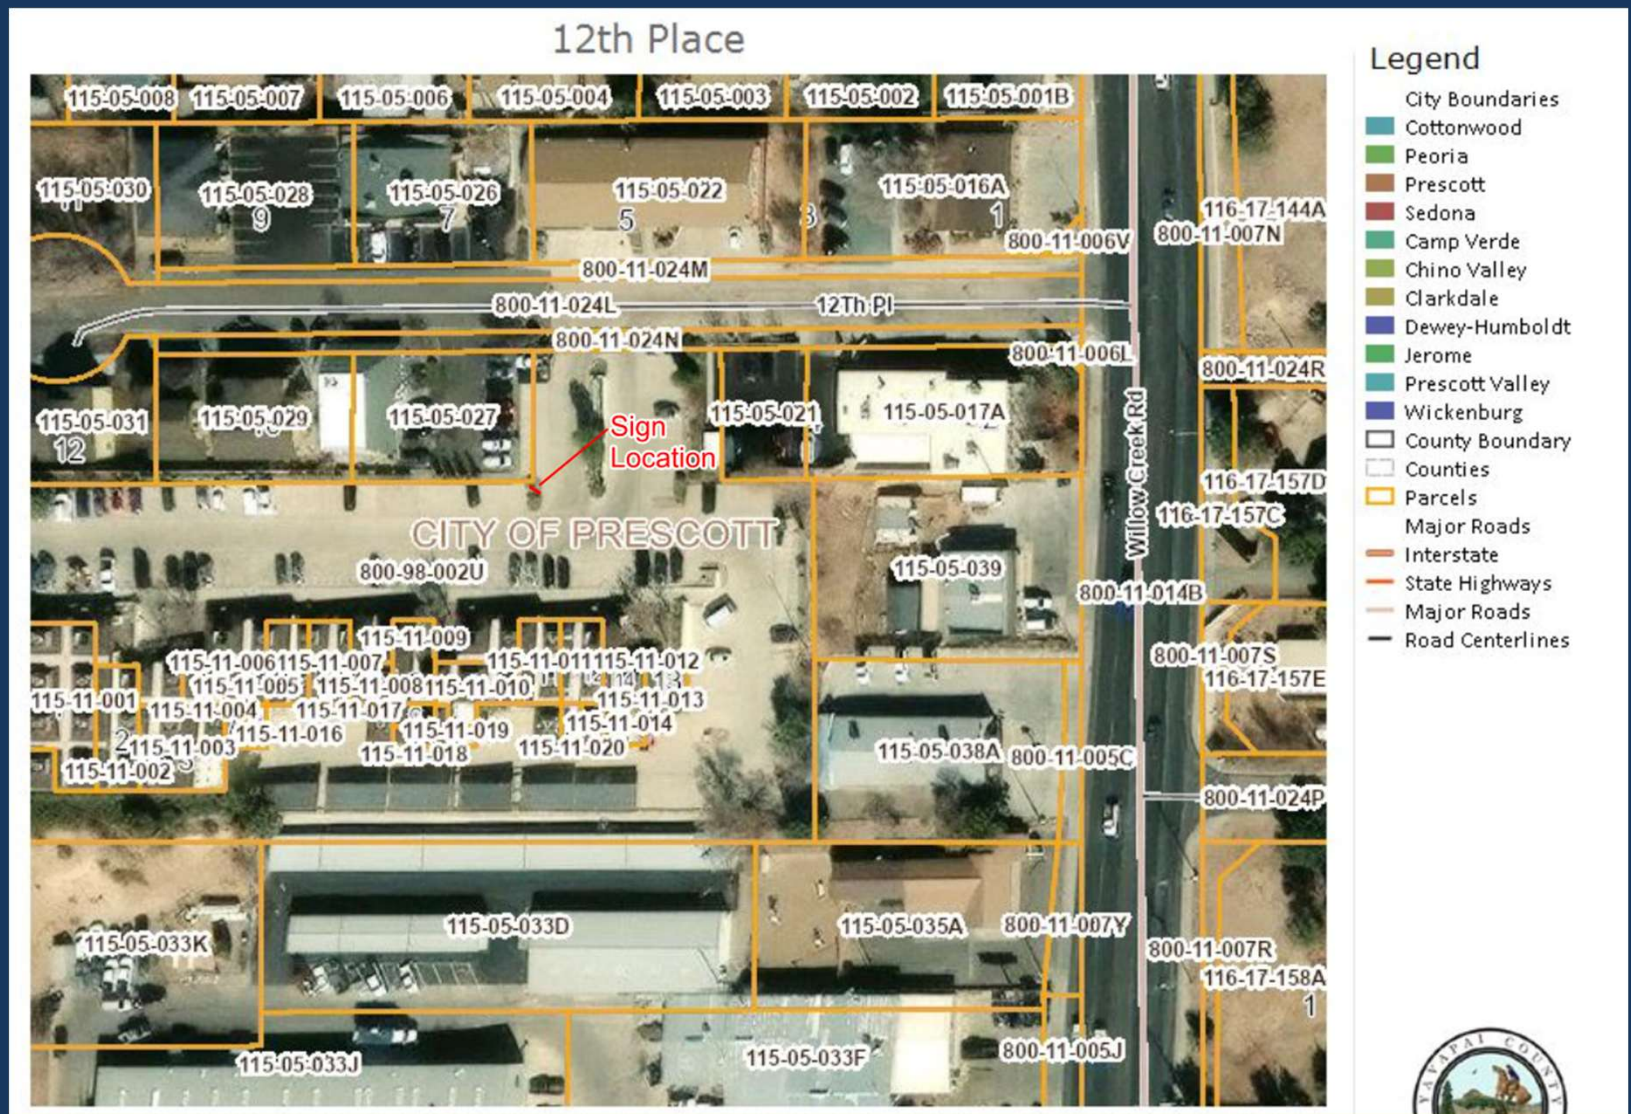 12th Place
115-05-008
115-05-007
115-05-006
115-05-004
115-05-003
115-05-002
115-05-001B
115-05-030
115-05-028
9
115-05-026
7
115-05-022
5
3
115-05-016A
1
800-11-006V
800-11-007N
116-17-144A
800-11-024M
800-11-024L
12Th Pl
800-11-024N
800-11-006L
800-11-024R
115-05-031
12
115-05-029
115-05-027
Sign
Location
115-05-021
115-05-017A
Willow Creek Rd
116-17-157D
116-17-157C
CITY OF PRESCOTT
800-98-002U
115-05-039
800-11-014B
115-11-009
115-11-006
115-11-007
115-11-011
115-11-012
800-11-007S
115-11-005
115-11-008
115-11-010
116-17-157E
115-11-001
115-11-004
115-11-017
115-11-013
115-11-016
115-11-019
115-11-014
2
115-11-003
115-11-018
115-11-020
115-11-002
115-05-038A
800-11-005C
800-11-024P
115-05-033K
115-05-033D
115-05-035A
800-11-007Y
800-11-007R
116-17-158A
1
115-05-033J
115-05-033F
800-11-005J
Legend
City Boundaries
Cottonwood
Peoria
Prescott
Sedona
Camp Verde
Chino Valley
Clarkdale
Dewey-Humboldt
Jerome
Prescott Valley
Wickenburg
County Boundary
Counties
Parcels
Major Roads
Interstate
State Highways
Major Roads
Road Centerlines
YAVAPAI COUNTY